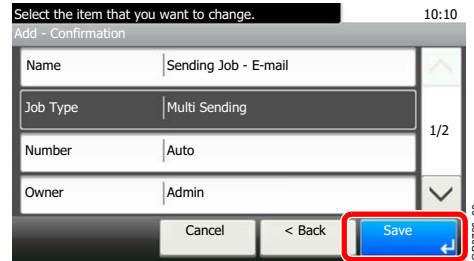 Select the item that you want to change. 10:10
Add - Confirmation
Name Sending Job - E-mail
Job Type Multi Sending
1/2
Number Auto
Owner Admin
Cancel < Back Save